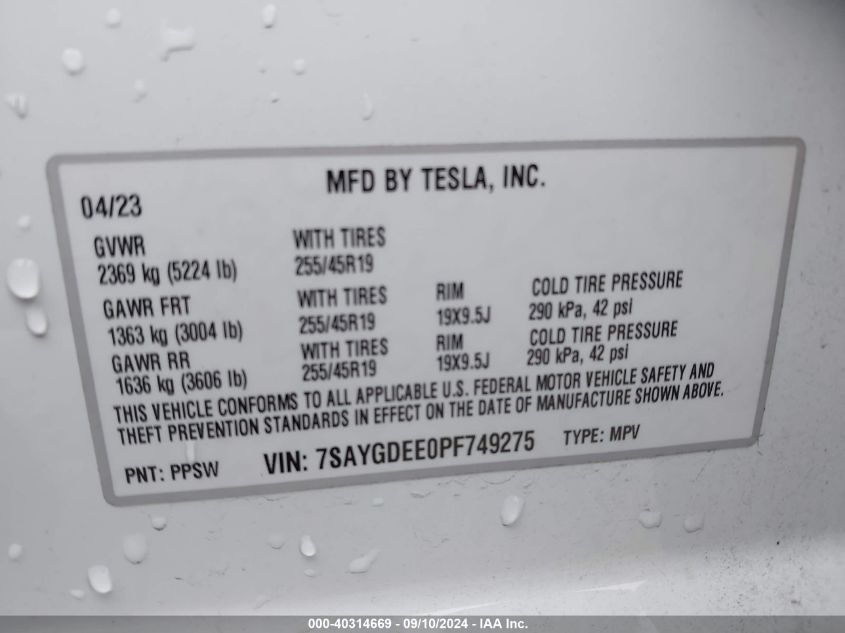 MFD BY TESLA, INC.
04/23
GVWR WITH TIRES
2369 kg (5224 lb) 255/45R19
GAWR FRT WITH TIRES RIM COLD TIRE PRESSURE
1363 kg (3004 lb) 255/45R19 19X9.5J 290 kPa, 42 psi
GAWR RR WITH TIRES RIM COLD TIRE PRESSURE
1636 kg (3606 lb) 255/45R19 19X9.5J 290 kPa, 42 psi
THIS VEHICLE CONFORMS TO ALL APPLICABLE U.S. FEDERAL MOTOR VEHICLE SAFETY AND
THEFT PREVENTION STANDARDS IN EFFECT ON THE DATE OF MANUFACTURE SHOWN ABOVE.
PNT: PPSW VIN: 7SAYGDEE0PF749275 TYPE: MPV
000-40314669 - 09/10/2024 - IAA Inc.